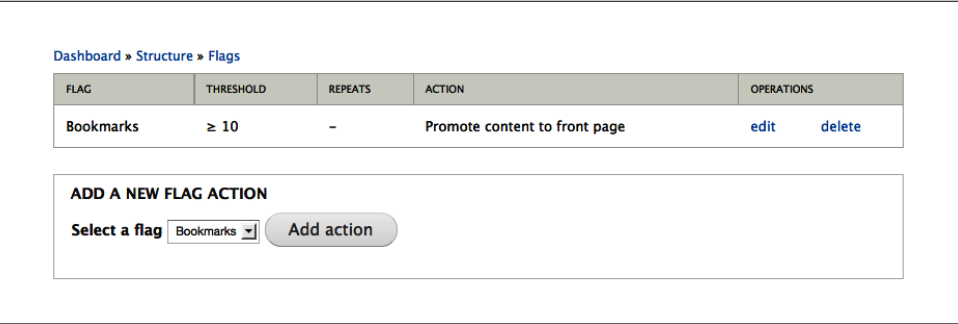 Dashboard » Structure » Flags
FLAG THRESHOLD REPEATS ACTION OPERATIONS
Bookmarks ≥ 10 – Promote content to front page edit delete
ADD A NEW FLAG ACTION
Select a flag Bookmarks Add action